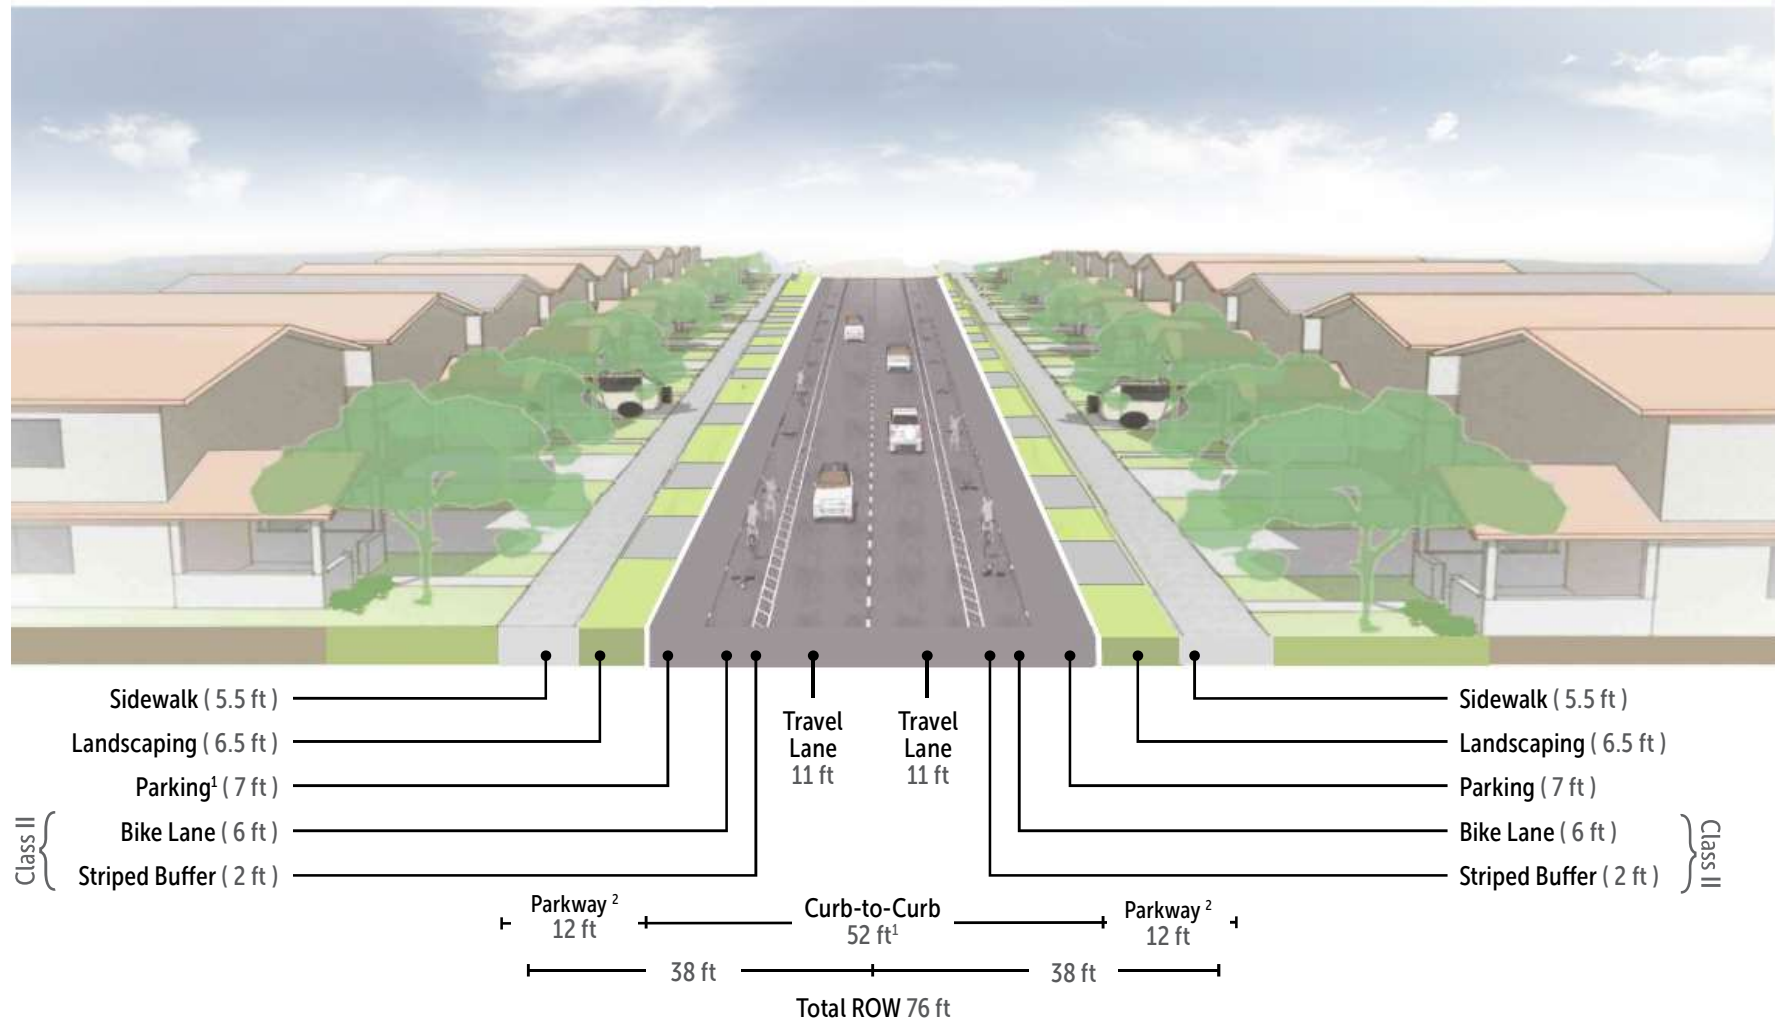 Sidewalk ( 5.5 ft )
Landscaping ( 6.5 ft )
Parking¹ ( 7 ft )
Bike Lane ( 6 ft )
Striped Buffer ( 2 ft )
Class II
Travel
Lane
11 ft
Travel
Lane
11 ft
Sidewalk ( 5.5 ft )
Landscaping ( 6.5 ft )
Parking ( 7 ft )
Bike Lane ( 6 ft )
Striped Buffer ( 2 ft )
Class II
Parkway ²
12 ft
Curb-to-Curb
52 ft¹
Parkway ²
12 ft
38 ft
38 ft
Total ROW 76 ft